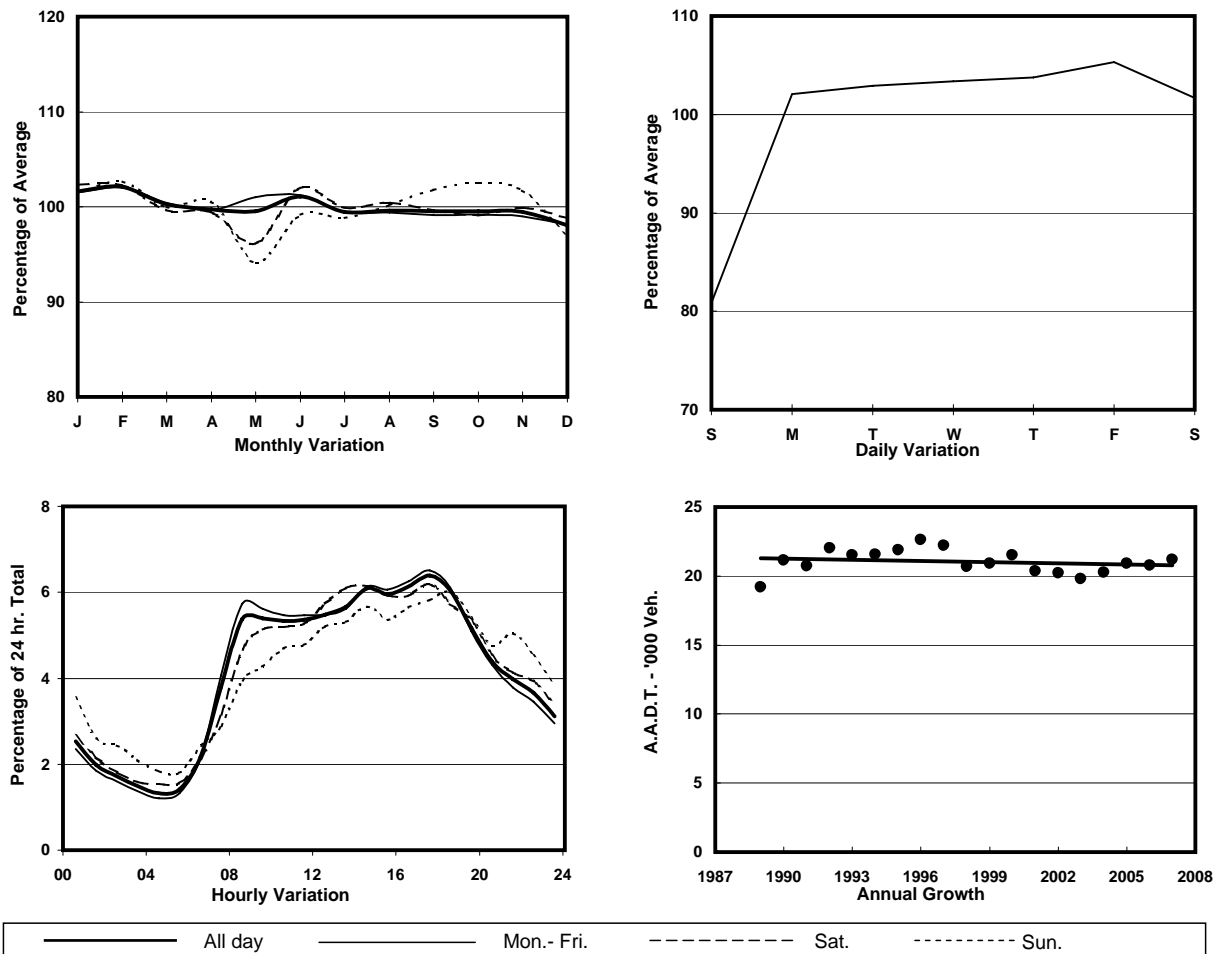 120
110
100
90
80
Percentage of Average
J F M A M J J A S O N D
Monthly Variation
110
100
90
80
70
Percentage of Average
S M T W T F S
Daily Variation
8
6
4
2
0
Percentage of 24 hr. Total
00 04 08 12 16 20 24
Hourly Variation
25
20
15
10
5
0
A.A.D.T. - '000 Veh.
1987 1990 1993 1996 1999 2002 2005 2008
Annual Growth
All day Mon.- Fri. Sat. Sun.